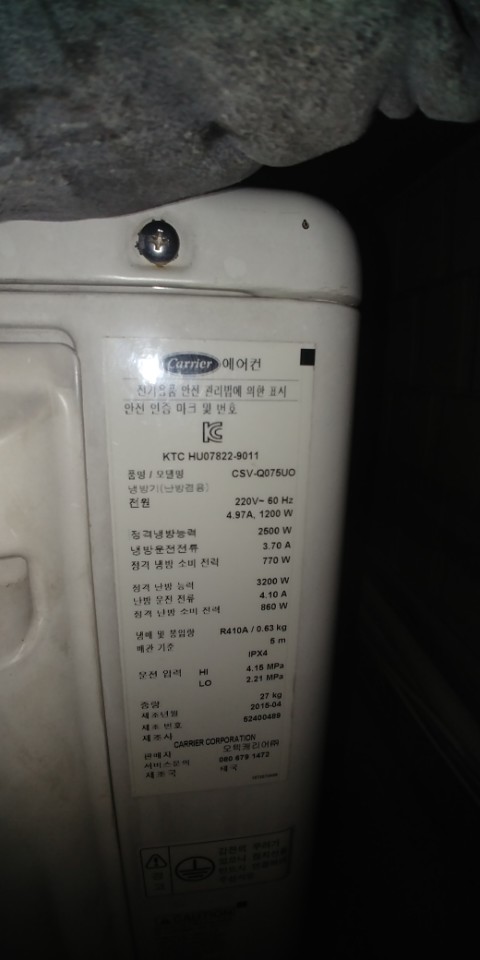 Carrier 에어컨
전기용품 안전 관리법에 의한 표시
안전 인증 마크 및 번호
KTC HU07822-9011
품명 / 모델명 CSV-Q075UO
냉방기(난방겸용)
전원 220V~ 60 Hz
4.97A, 1200 W
정격냉방능력 2500 W
냉방운전전류 3.70 A
정격 냉방 소비 전력 770 W
정격 난방 능력 3200 W
난방 운전 전류 4.10 A
정격 난방 소비 전력 860 W
냉매 및 봉입량 R410A / 0.63 kg
배관 기준 5 m
IPX4
운전 압력 HI 4.15 MPa
LO 2.21 MPa
중량 27 kg
제조년월 2015-04
제조 번호 52400489
제조사 CARRIER CORPORATION
판매사 오텍캐리어㈜
서비스문의 080 879 1472
제조국 태국